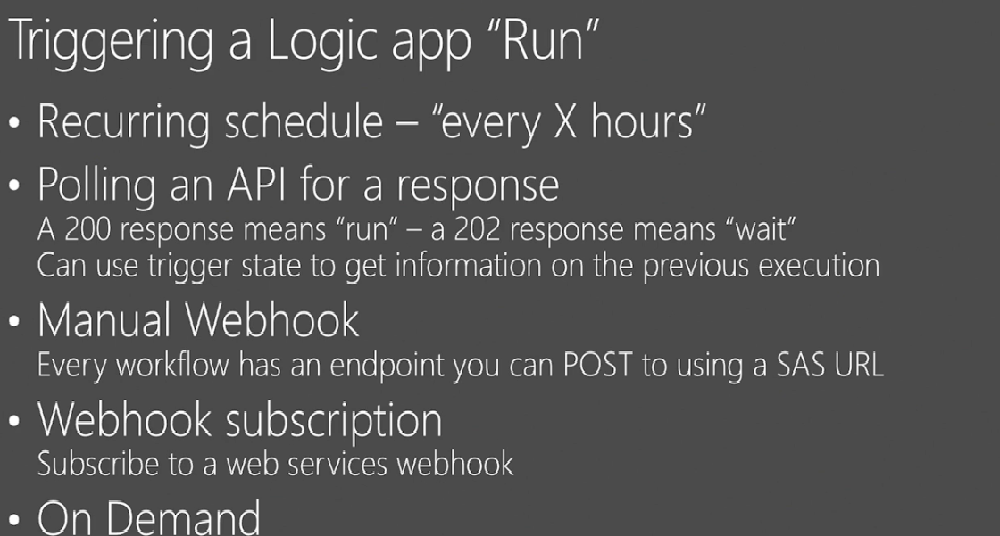 Triggering a Logic app “Run”
• Recurring schedule – “every X hours”
• Polling an API for a response
A 200 response means “run” – a 202 response means “wait”
Can use trigger state to get information on the previous execution
• Manual Webhook
Every workflow has an endpoint you can POST to using a SAS URL
• Webhook subscription
Subscribe to a web services webhook
• On Demand